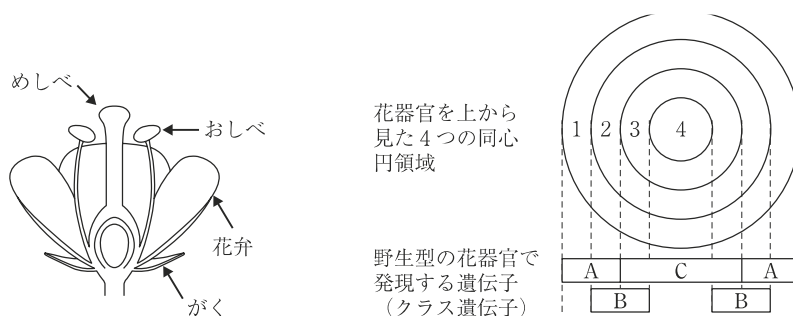 めしべ
おしべ
花弁
がく
花器官を上から
見た4つの同心
円領域
1 2 3 4
野生型の花器官で
発現する遺伝子
(クラス遺伝子)
A C A
B B